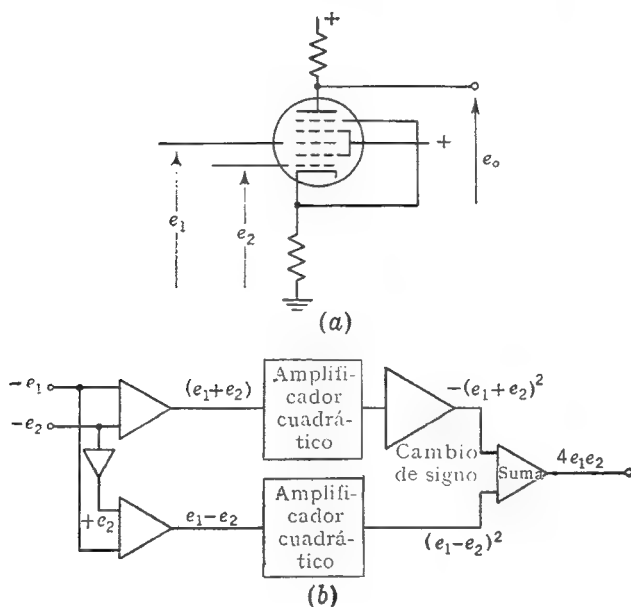 +
+
e₁
e₂
e₀
(a)
-e₁
(e₁+e₂)
Amplifi-
cador
cuadrá-
tico
-(e₁+e₂)²
-e₂
Cambio
de signo
Suma
4e₁e₂
+e₂
e₁-e₂
Amplifi-
cador
cuadrá-
tico
(e₁-e₂)²
(b)